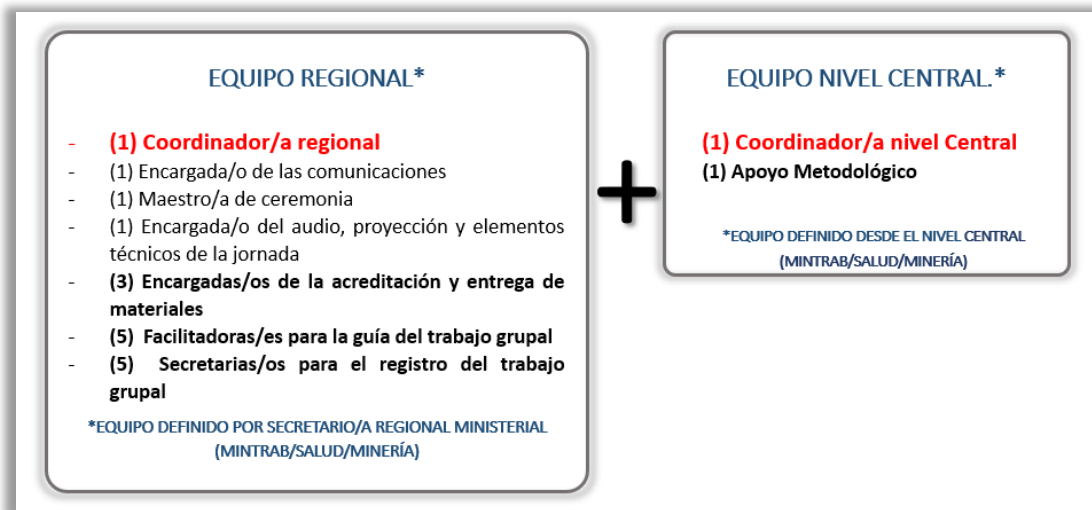 EQUIPO REGIONAL*
- (1) Coordinador/a regional
- (1) Encargada/o de las comunicaciones
- (1) Maestro/a de ceremonia
- (1) Encargada/o del audio, proyección y elementos
técnicos de la jornada
- (3) Encargadas/os de la acreditación y entrega de
materiales
- (5) Facilitadoras/es para la guía del trabajo grupal
- (5) Secretarias/os para el registro del trabajo
grupal
*EQUIPO DEFINIDO POR SECRETARIO/A REGIONAL MINISTERIAL
(MINTRAB/SALUD/MINERÍA)
+
EQUIPO NIVEL CENTRAL.*
(1) Coordinador/a nivel Central
(1) Apoyo Metodológico
*EQUIPO DEFINIDO DESDE EL NIVEL CENTRAL
(MINTRAB/SALUD/MINERÍA)